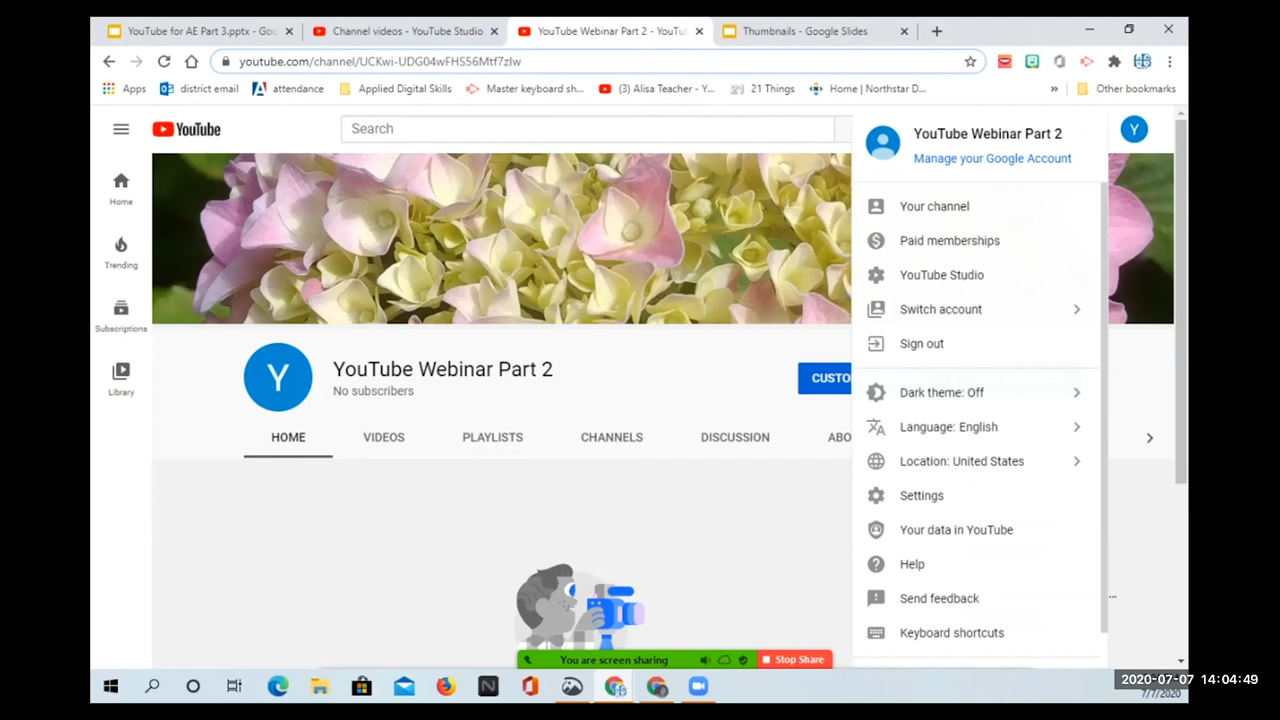 YouTube for AE Part 3.pptx - Goo
Channel videos - YouTube Studio
YouTube Webinar Part 2 - YouTu
Thumbnails - Google Slides
youtube.com/channel/UCKwi-UDG04wFHS56Mtf7zIw
Apps
district email
attendance
Applied Digital Skills
Master keyboard sh...
(3) Alisa Teacher - Y...
21 Things
Home | Northstar D...
»
Other bookmarks
YouTube
Search
Y
Home
Trending
Subscriptions
Library
Y
YouTube Webinar Part 2
No subscribers
CUSTO
HOME
VIDEOS
PLAYLISTS
CHANNELS
DISCUSSION
ABO
YouTube Webinar Part 2
Manage your Google Account
Your channel
Paid memberships
YouTube Studio
Switch account
Sign out
Dark theme: Off
Language: English
Location: United States
Settings
Your data in YouTube
Help
Send feedback
Keyboard shortcuts
You are screen sharing
Stop Share
2020-07-07 14:04:49
7/7/2020